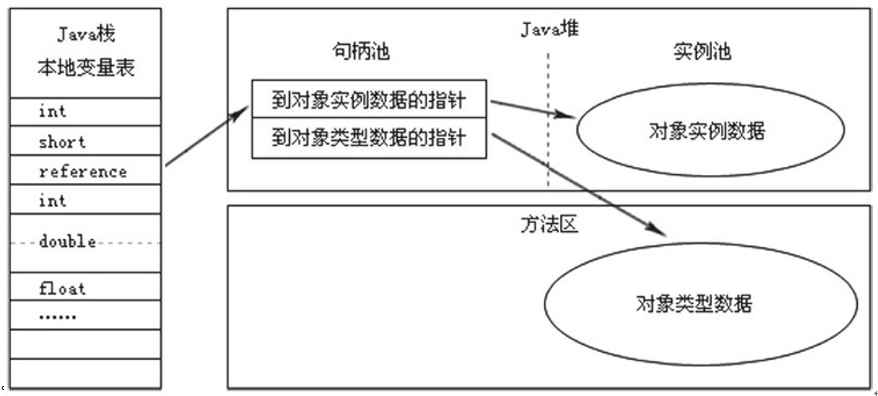 Java栈
本地变量表
int
short
reference
int
double
float
……
Java堆
句柄池
实例池
到对象实例数据的指针
到对象类型数据的指针
对象实例数据
方法区
对象类型数据